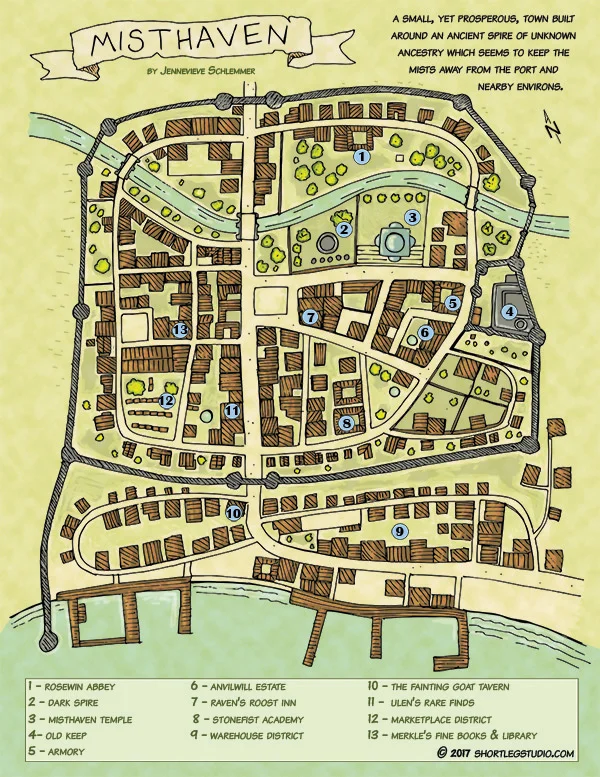 MISTHAVEN
BY JENNEVIEVE SCHLEMMER
A SMALL, YET PROSPEROUS, TOWN BUILT
AROUND AN ANCIENT SPIRE OF UNKNOWN
ANCESTRY WHICH SEEMS TO KEEP THE
MISTS AWAY FROM THE PORT AND
NEARBY ENVIRONS.
N
1
2
3
4
5
7
6
13
12
11
8
10
9
1 - ROSEWIN ABBEY
2 - DARK SPIRE
3 - MISTHAVEN TEMPLE
4- OLD KEEP
5 - ARMORY
6 - ANVILWILL ESTATE
7 - RAVEN'S ROOST INN
8 - STONEFIST ACADEMY
9 - WAREHOUSE DISTRICT
10 - THE FAINTING GOAT TAVERN
11 - ULEN'S RARE FINDS
12 - MARKETPLACE DISTRICT
13 - MERKLE'S FINE BOOKS & LIBRARY
© 2017 SHORTLEGSTUDIO.COM